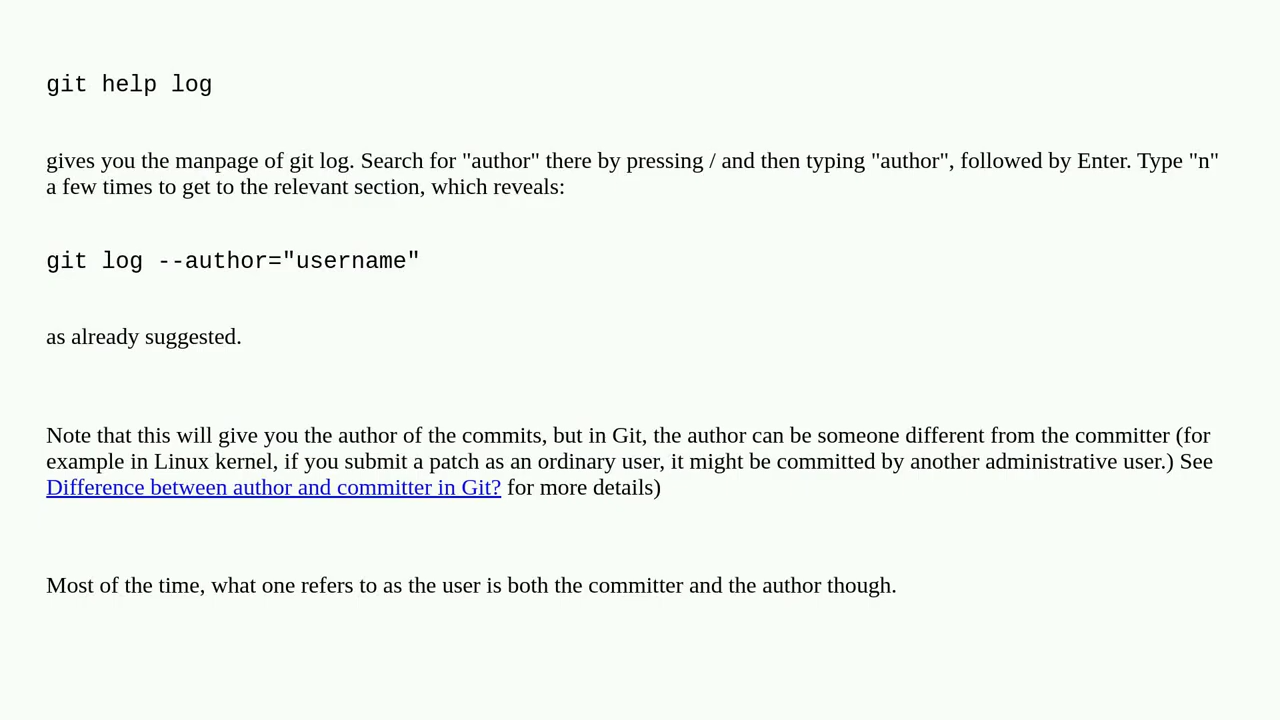 git help log
gives you the manpage of git log. Search for "author" there by pressing / and then typing "author", followed by Enter. Type "n"
a few times to get to the relevant section, which reveals:
git log --author="username"
as already suggested.
Note that this will give you the author of the commits, but in Git, the author can be someone different from the committer (for
example in Linux kernel, if you submit a patch as an ordinary user, it might be committed by another administrative user.) See
Difference between author and committer in Git? for more details)
Most of the time, what one refers to as the user is both the committer and the author though.